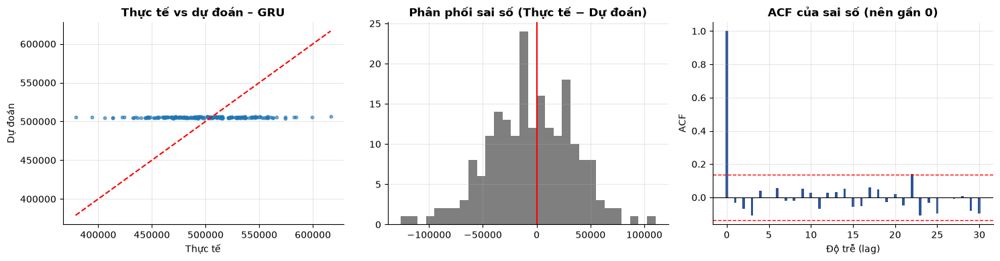 Thực tế vs dự đoán – GRU
600000
550000
500000
450000
400000
Dự đoán
400000 450000 500000 550000 600000
Thực tế
Phân phối sai số (Thực tế − Dự đoán)
25
20
15
10
5
0
−100000 −50000 0 50000 100000
ACF của sai số (nên gần 0)
1.0
0.8
0.6
0.4
0.2
0.0
ACF
0 5 10 15 20 25 30
Độ trễ (lag)